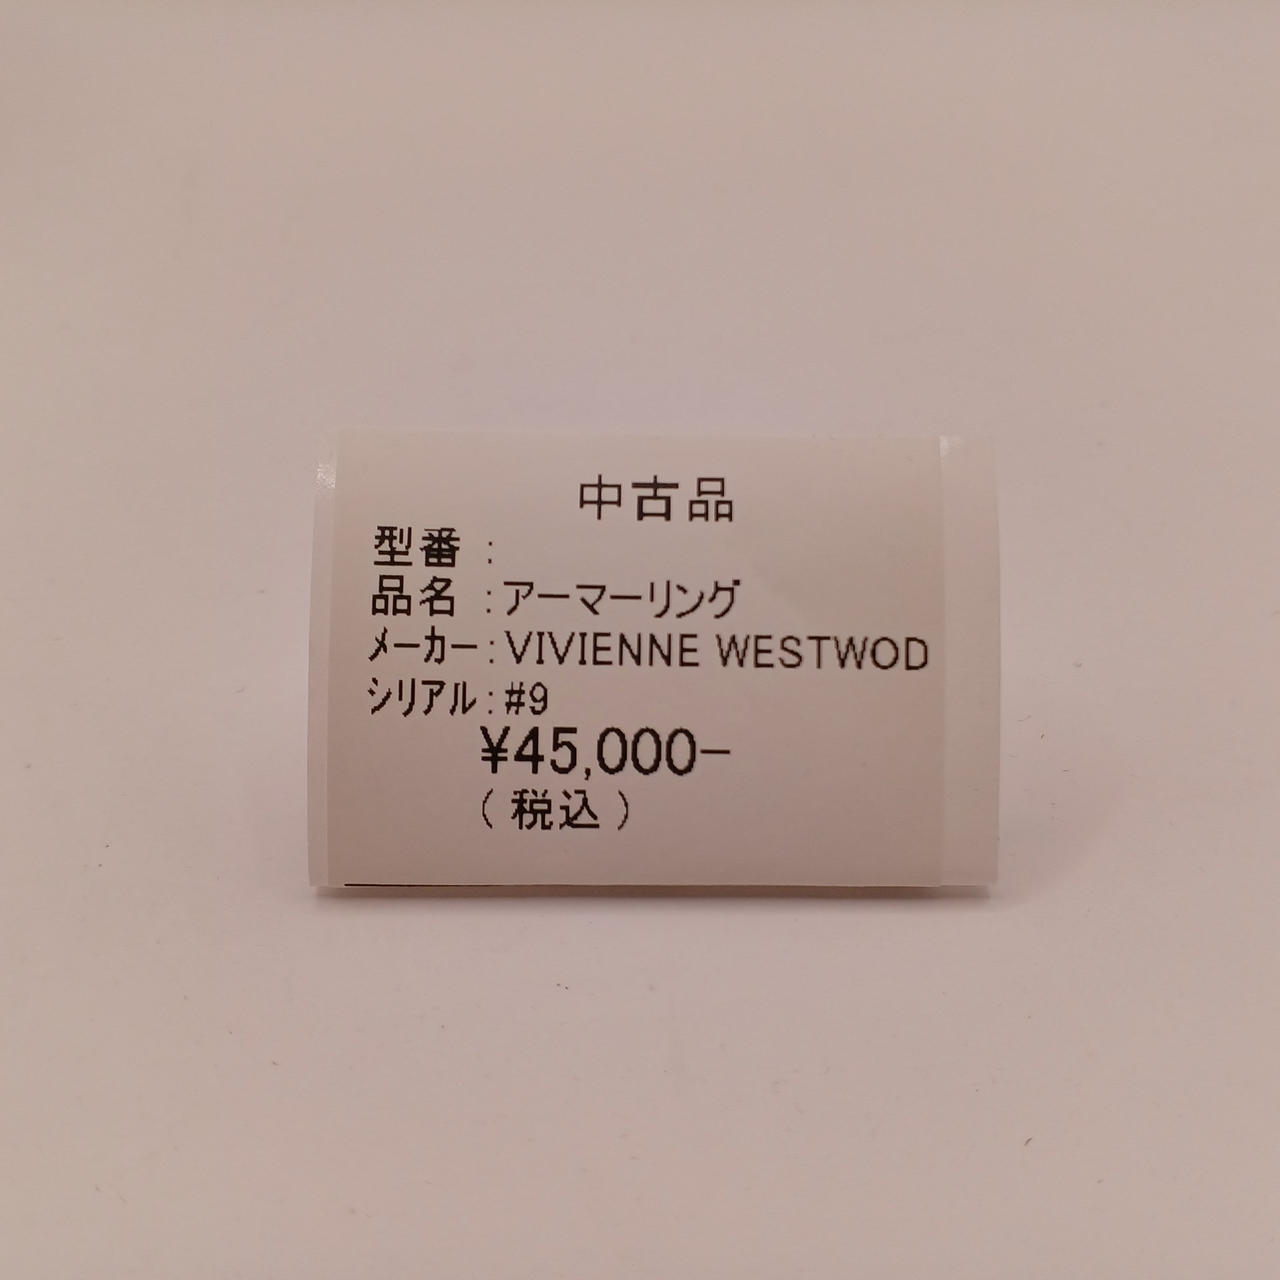 中古品
型番 :
品名 :アーマーリング
メーカー:VIVIENNE WESTWOD
シリアル:#9
¥45,000-
(税込)